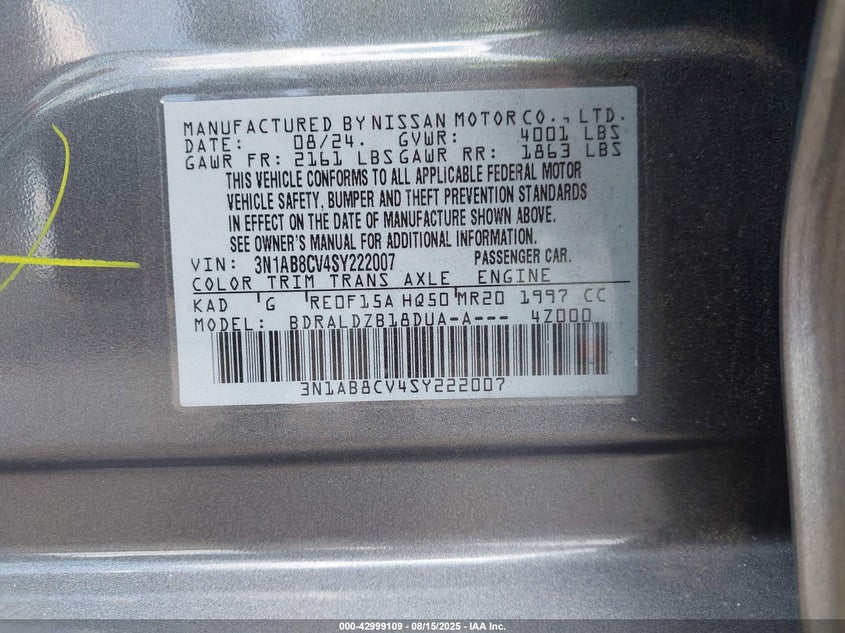 MANUFACTURED BY NISSAN MOTOR CO., LTD.
DATE: 08/24. GVWR: 4001 LBS
GAWR FR: 2161 LBS GAWR RR: 1863 LBS
THIS VEHICLE CONFORMS TO ALL APPLICABLE FEDERAL MOTOR
VEHICLE SAFETY, BUMPER AND THEFT PREVENTION STANDARDS
IN EFFECT ON THE DATE OF MANUFACTURE SHOWN ABOVE.
SEE OWNER'S MANUAL FOR ADDITIONAL INFORMATION.
VIN: 3N1AB8CV4SY222007 PASSENGER CAR.
COLOR TRIM TRANS AXLE ENGINE
KAD G RE0F15A HQ50 MR20 1997 CC
MODEL: BDRALDZB18DUA-A--- 4Z000
3N1AB8CV4SY222007
000-42999109 - 08/15/2025 - IAA Inc.